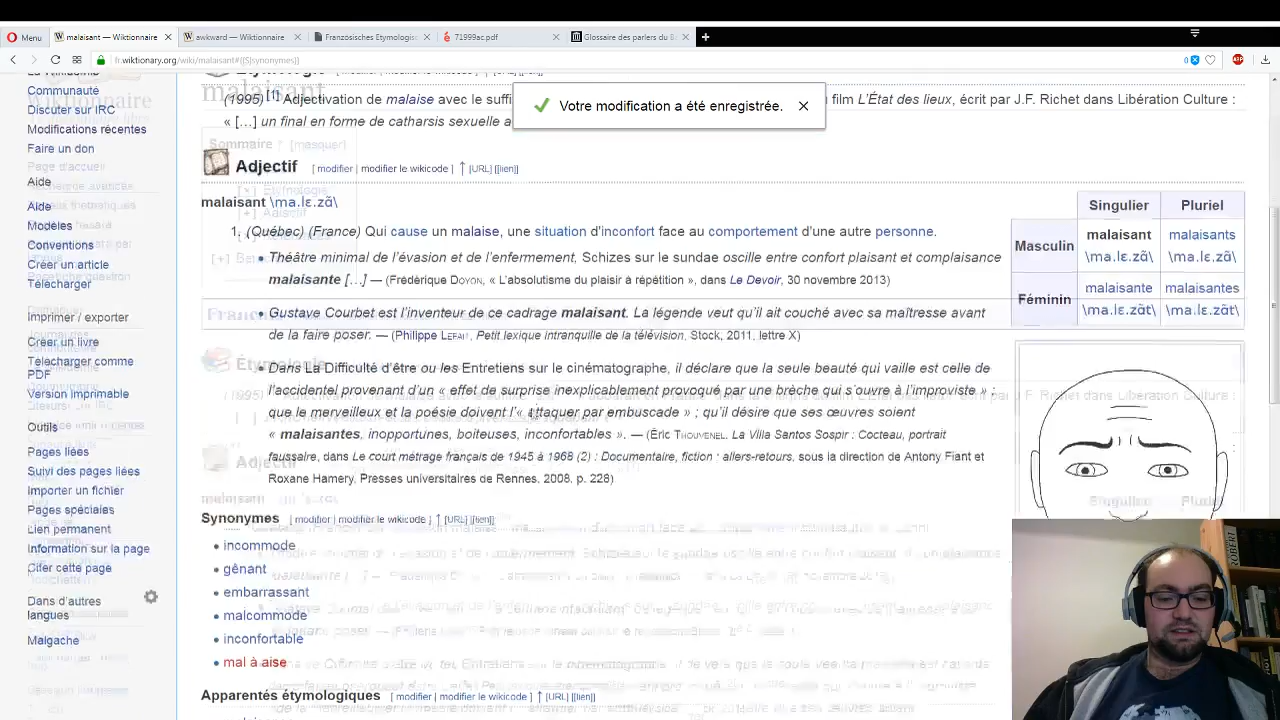 Menu
malaisant — Wiktionnaire
awkward — Wiktionnaire
Französisches Etymologis
71999ac.pdf
Glossaire des parlers du B
fr.wiktionary.org/wiki/malaisant#{{S|synonymes}}
0
Communauté
Discuter sur IRC
Modifications récentes
Faire un don
Aide
Aide
Modèles
Conventions
Créer un article
Télécharger
Imprimer / exporter
Créer un livre
Télécharger comme
PDF
Version imprimable
Outils
Pages liées
Suivi des pages liées
Importer un fichier
Pages spéciales
Lien permanent
Information sur la page
Citer cette page
Dans d'autres
langues
Malgache
Votre modification a été enregistrée.
(1995)[1] Adjectivation de malaise avec le suffi
film L'État des lieux, écrit par J.F. Richet dans Libération Culture :
« […] un final en forme de catharsis sexuelle a
Adjectif [ modifier | modifier le wikicode ] ↑ [URL] [[lien]]
malaisant \ma.lɛ.zɑ̃\
1. (Québec) (France) Qui cause un malaise, une situation d'inconfort face au comportement d'une autre personne.
Théâtre minimal de l'évasion et de l'enfermement, Schizes sur le sundae oscille entre confort plaisant et complaisance
malaisante […] — (Frédérique Doyon, « L'absolutisme du plaisir à répétition », dans Le Devoir, 30 novembre 2013)
Gustave Courbet est l'inventeur de ce cadrage malaisant. La légende veut qu'il ait couché avec sa maîtresse avant
de la faire poser. — (Philippe Lefait, Petit lexique intranquille de la télévision, Stock, 2011, lettre X)
Dans La Difficulté d'être ou les Entretiens sur le cinématographe, il déclare que la seule beauté qui vaille est celle de
l'accidentel provenant d'un « effet de surprise inexplicablement provoqué par une brèche qui s'ouvre à l'improviste » ;
que le merveilleux et la poésie doivent l'« attaquer par embuscade » ; qu'il désire que ses œuvres soient
« malaisantes, inopportunes, boiteuses, inconfortables ». — (Éric Thouvenel, La Villa Santos Sospir : Cocteau, portrait
faussaire, dans Le court métrage français de 1945 à 1968 (2) : Documentaire, fiction : allers-retours, sous la direction de Antony Fiant et
Roxane Hamery, Presses universitaires de Rennes, 2008, p. 228)
Singulier Pluriel
Masculin malaisant malaisants
\ma.lɛ.zɑ̃\ \ma.lɛ.zɑ̃\
Féminin malaisante malaisantes
\ma.lɛ.zɑ̃t\ \ma.lɛ.zɑ̃t\
Synonymes [ modifier | modifier le wikicode ] ↑ [URL] [[lien]]
incommode
gênant
embarrassant
malcommode
inconfortable
mal à aise
Apparentés étymologiques [ modifier | modifier le wikicode ] ↑ [URL] [[lien]]